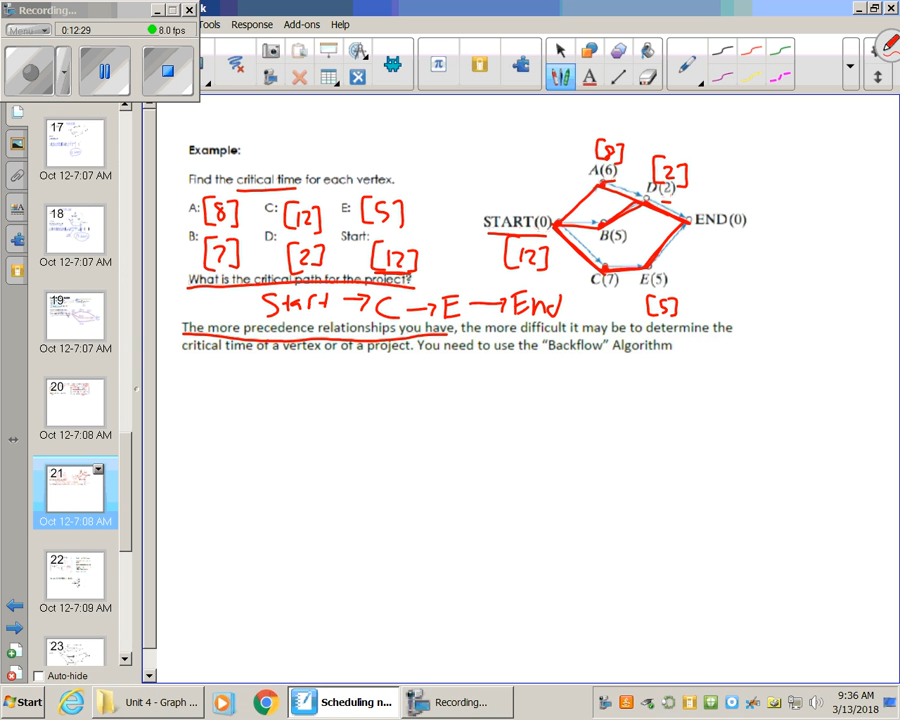 Recording...
k
Menu
0:12:29
8.0 fps
Tools
Response
Add-ons
Help
17
Oct 12-7:07 AM
18
Oct 12-7:07 AM
19
Oct 12-7:07 AM
20
Oct 12-7:08 AM
21
Oct 12-7:08 AM
22
Oct 12-7:09 AM
23
Auto-hide
Example:
Find the critical time for each vertex.
A: [8] C: [12] E: [5]
B: [7] D: [2] Start: [12]
What is the critical path for the project?
Start → C → E → End
The more precedence relationships you have, the more difficult it may be to determine the
critical time of a vertex or of a project. You need to use the “Backflow” Algorithm
[8]
A(6)
[2]
D(2)
START(0)
END(0)
B(5)
[12]
C(7)
E(5)
[5]
Start
Unit 4 - Graph ...
Scheduling n...
Recording...
9:36 AM
3/13/2018